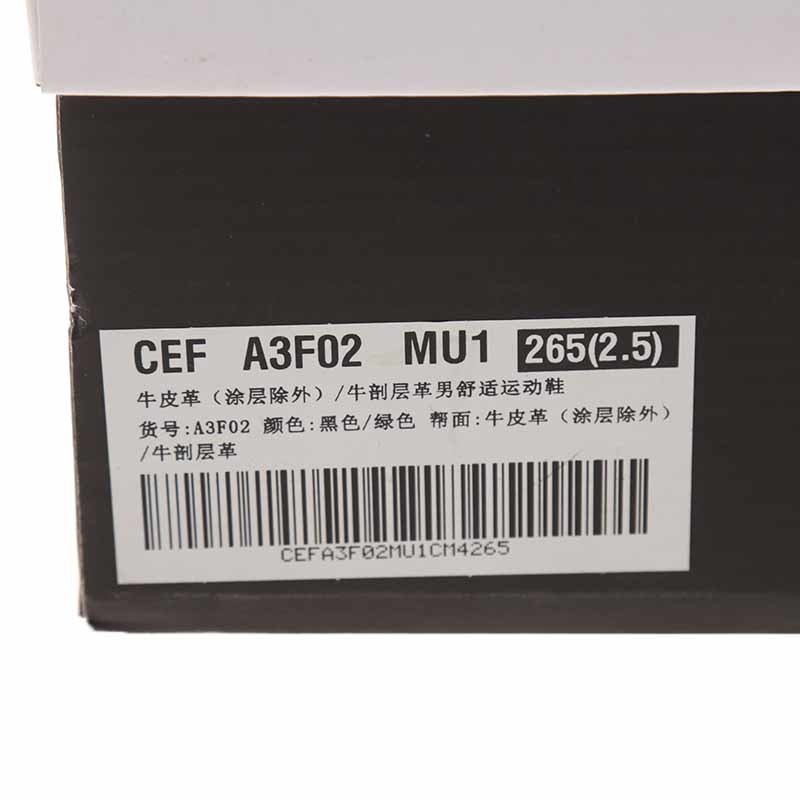 CEF A3F02 MU1 265(2.5)
牛皮革（涂层除外）/牛剖层革男舒适运动鞋
货号:A3F02 颜色:黑色/绿色 帮面:牛皮革（涂层除外）
/牛剖层革
CEFA3F02MU1CM4265